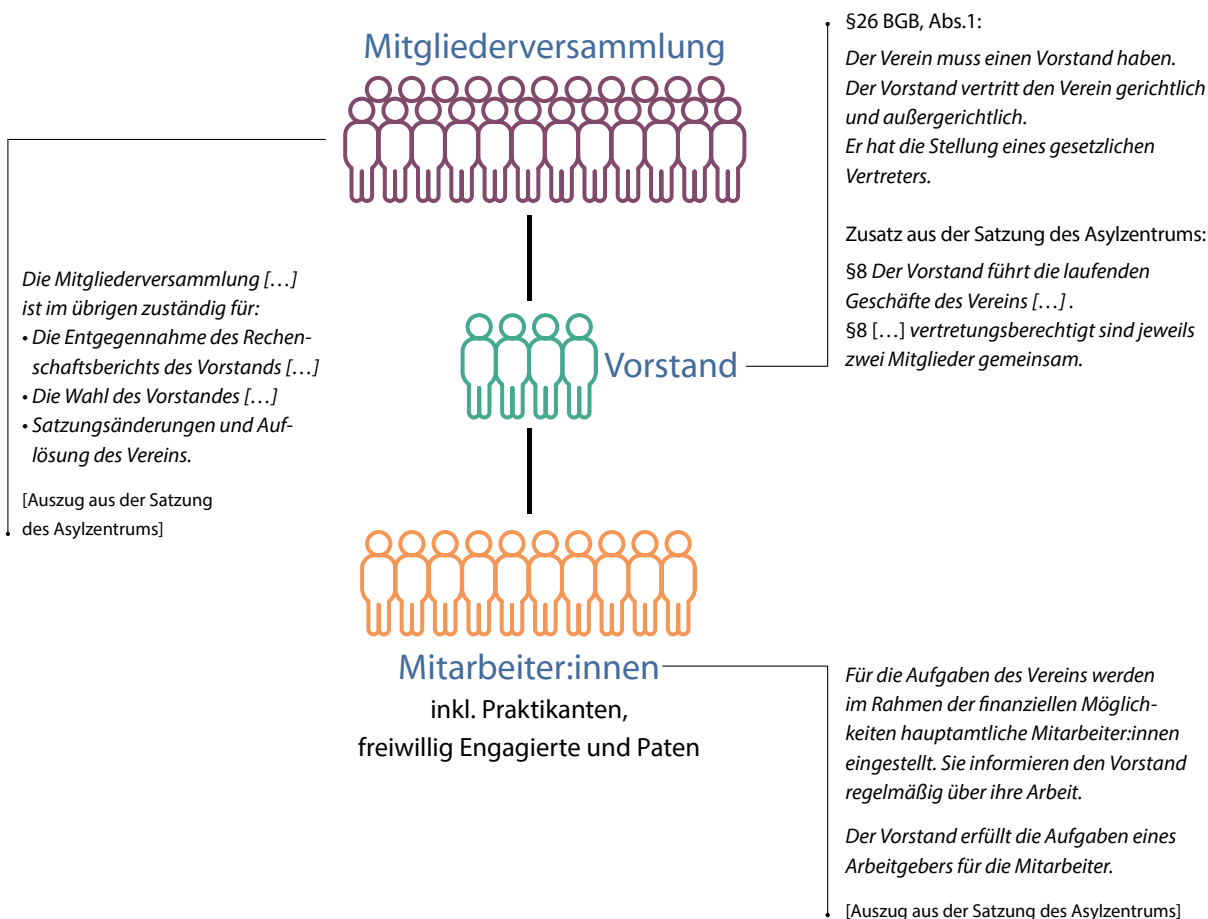 Mitgliederversammlung
§26 BGB, Abs.1:
Der Verein muss einen Vorstand haben.
Der Vorstand vertritt den Verein gerichtlich
und außergerichtlich.
Er hat die Stellung eines gesetzlichen
Vertreters.
Zusatz aus der Satzung des Asylzentrums:
§8 Der Vorstand führt die laufenden
Geschäfte des Vereins […] .
§8 […] vertretungsberechtigt sind jeweils
zwei Mitglieder gemeinsam.
Die Mitgliederversammlung […]
ist im übrigen zuständig für:
• Die Entgegennahme des Rechen-
schaftsberichts des Vorstands […]
• Die Wahl des Vorstandes […]
• Satzungsänderungen und Auf-
lösung des Vereins.
[Auszug aus der Satzung
des Asylzentrums]
Vorstand
Mitarbeiter:innen
inkl. Praktikanten,
freiwillig Engagierte und Paten
Für die Aufgaben des Vereins werden
im Rahmen der finanziellen Möglich-
keiten hauptamtliche Mitarbeiter:innen
eingestellt. Sie informieren den Vorstand
regelmäßig über ihre Arbeit.
Der Vorstand erfüllt die Aufgaben eines
Arbeitgebers für die Mitarbeiter.
[Auszug aus der Satzung des Asylzentrums]